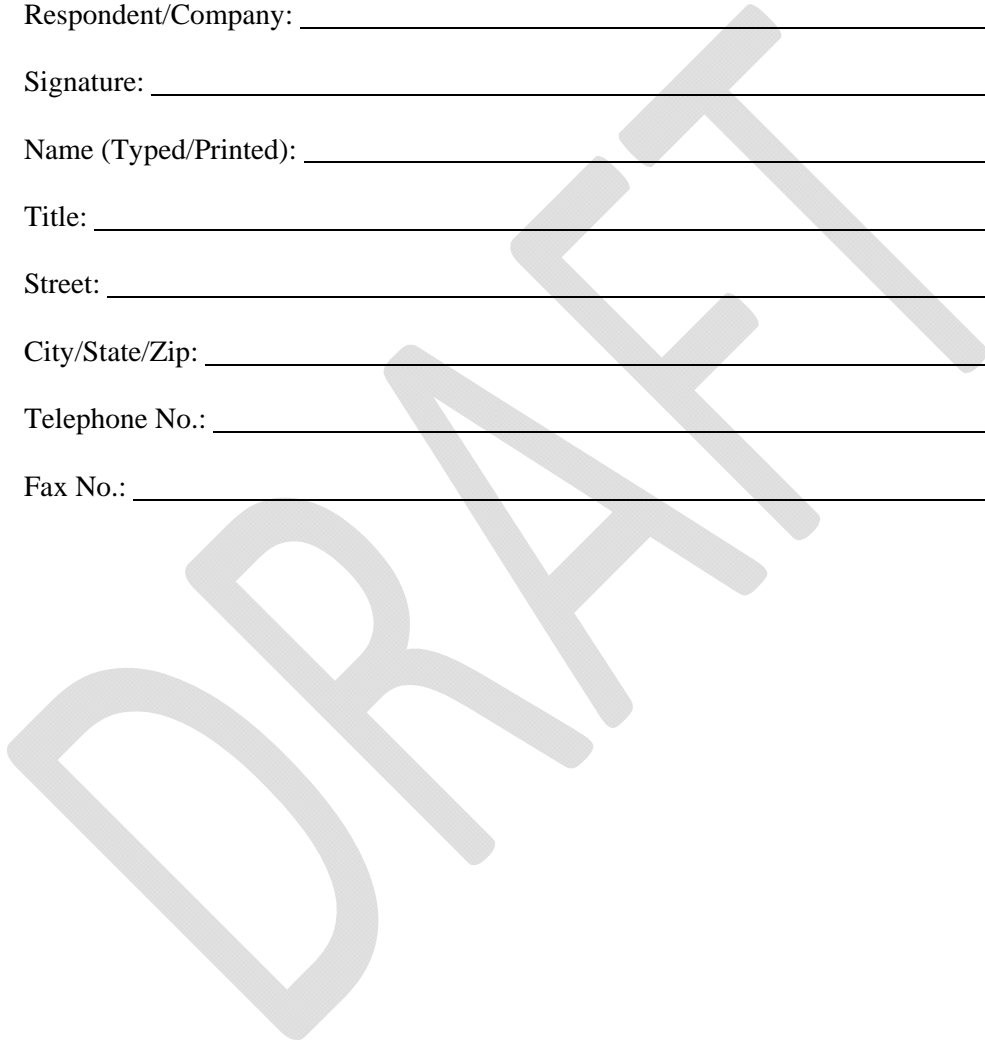 Respondent/Company:
Signature:
Name (Typed/Printed):
Title:
Street:
City/State/Zip:
Telephone No.:
Fax No.:
DRAFT